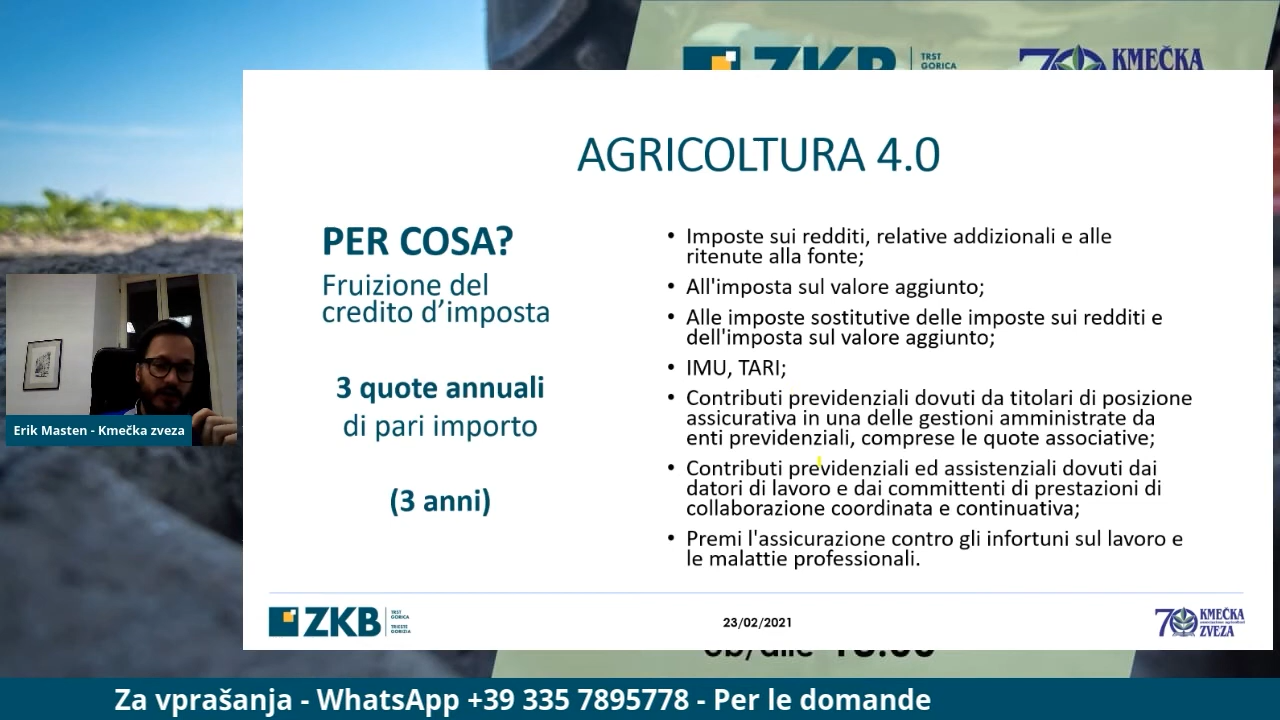 ZKB
TRST
GORICA
70 KMEČKA
AGRICOLTURA 4.0
PER COSA?
Fruizione del
credito d’imposta
3 quote annuali
di pari importo
(3 anni)
• Imposte sui redditi, relative addizionali e alle
ritenute alla fonte;
• All'imposta sul valore aggiunto;
• Alle imposte sostitutive delle imposte sui redditi e
dell'imposta sul valore aggiunto;
• IMU, TARI;
• Contributi previdenziali dovuti da titolari di posizione
assicurativa in una delle gestioni amministrate da
enti previdenziali, comprese le quote associative;
• Contributi previdenziali ed assistenziali dovuti dai
datori di lavoro e dai committenti di prestazioni di
collaborazione coordinata e continuativa;
• Premi l'assicurazione contro gli infortuni sul lavoro e
le malattie professionali.
Erik Masten - Kmečka zveza
ZKB
TRST
GORICA
TRIESTE
GORIZIA
23/02/2021
70 KMEČKA
ZVEZA
ob/alle
Za vprašanja - WhatsApp +39 335 7895778 - Per le domande